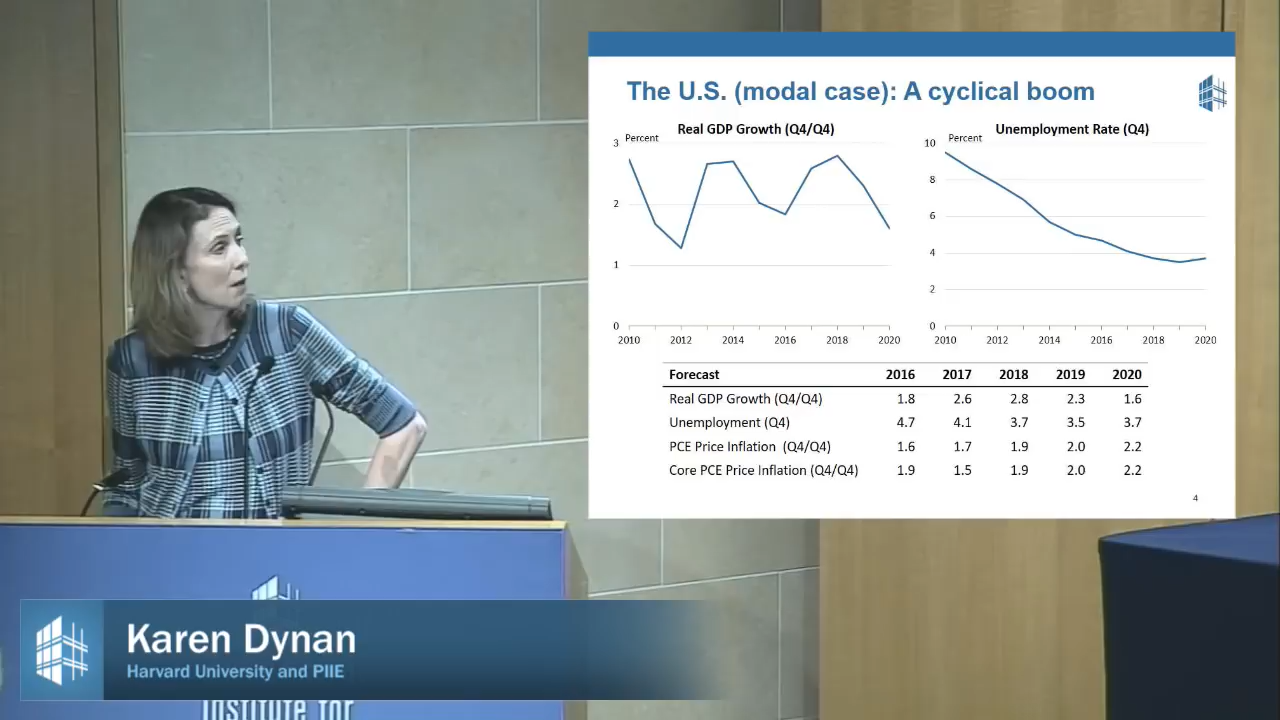 The U.S. (modal case): A cyclical boom
Real GDP Growth (Q4/Q4)
Percent
3
2
1
0
2010 2012 2014 2016 2018 2020
Unemployment Rate (Q4)
Percent
10
8
6
4
2
0
2010 2012 2014 2016 2018 2020
Forecast 2016 2017 2018 2019 2020
Real GDP Growth (Q4/Q4) 1.8 2.6 2.8 2.3 1.6
Unemployment (Q4) 4.7 4.1 3.7 3.5 3.7
PCE Price Inflation (Q4/Q4) 1.6 1.7 1.9 2.0 2.2
Core PCE Price Inflation (Q4/Q4) 1.9 1.5 1.9 2.0 2.2
4
Karen Dynan
Harvard University and PIIE
Institute for